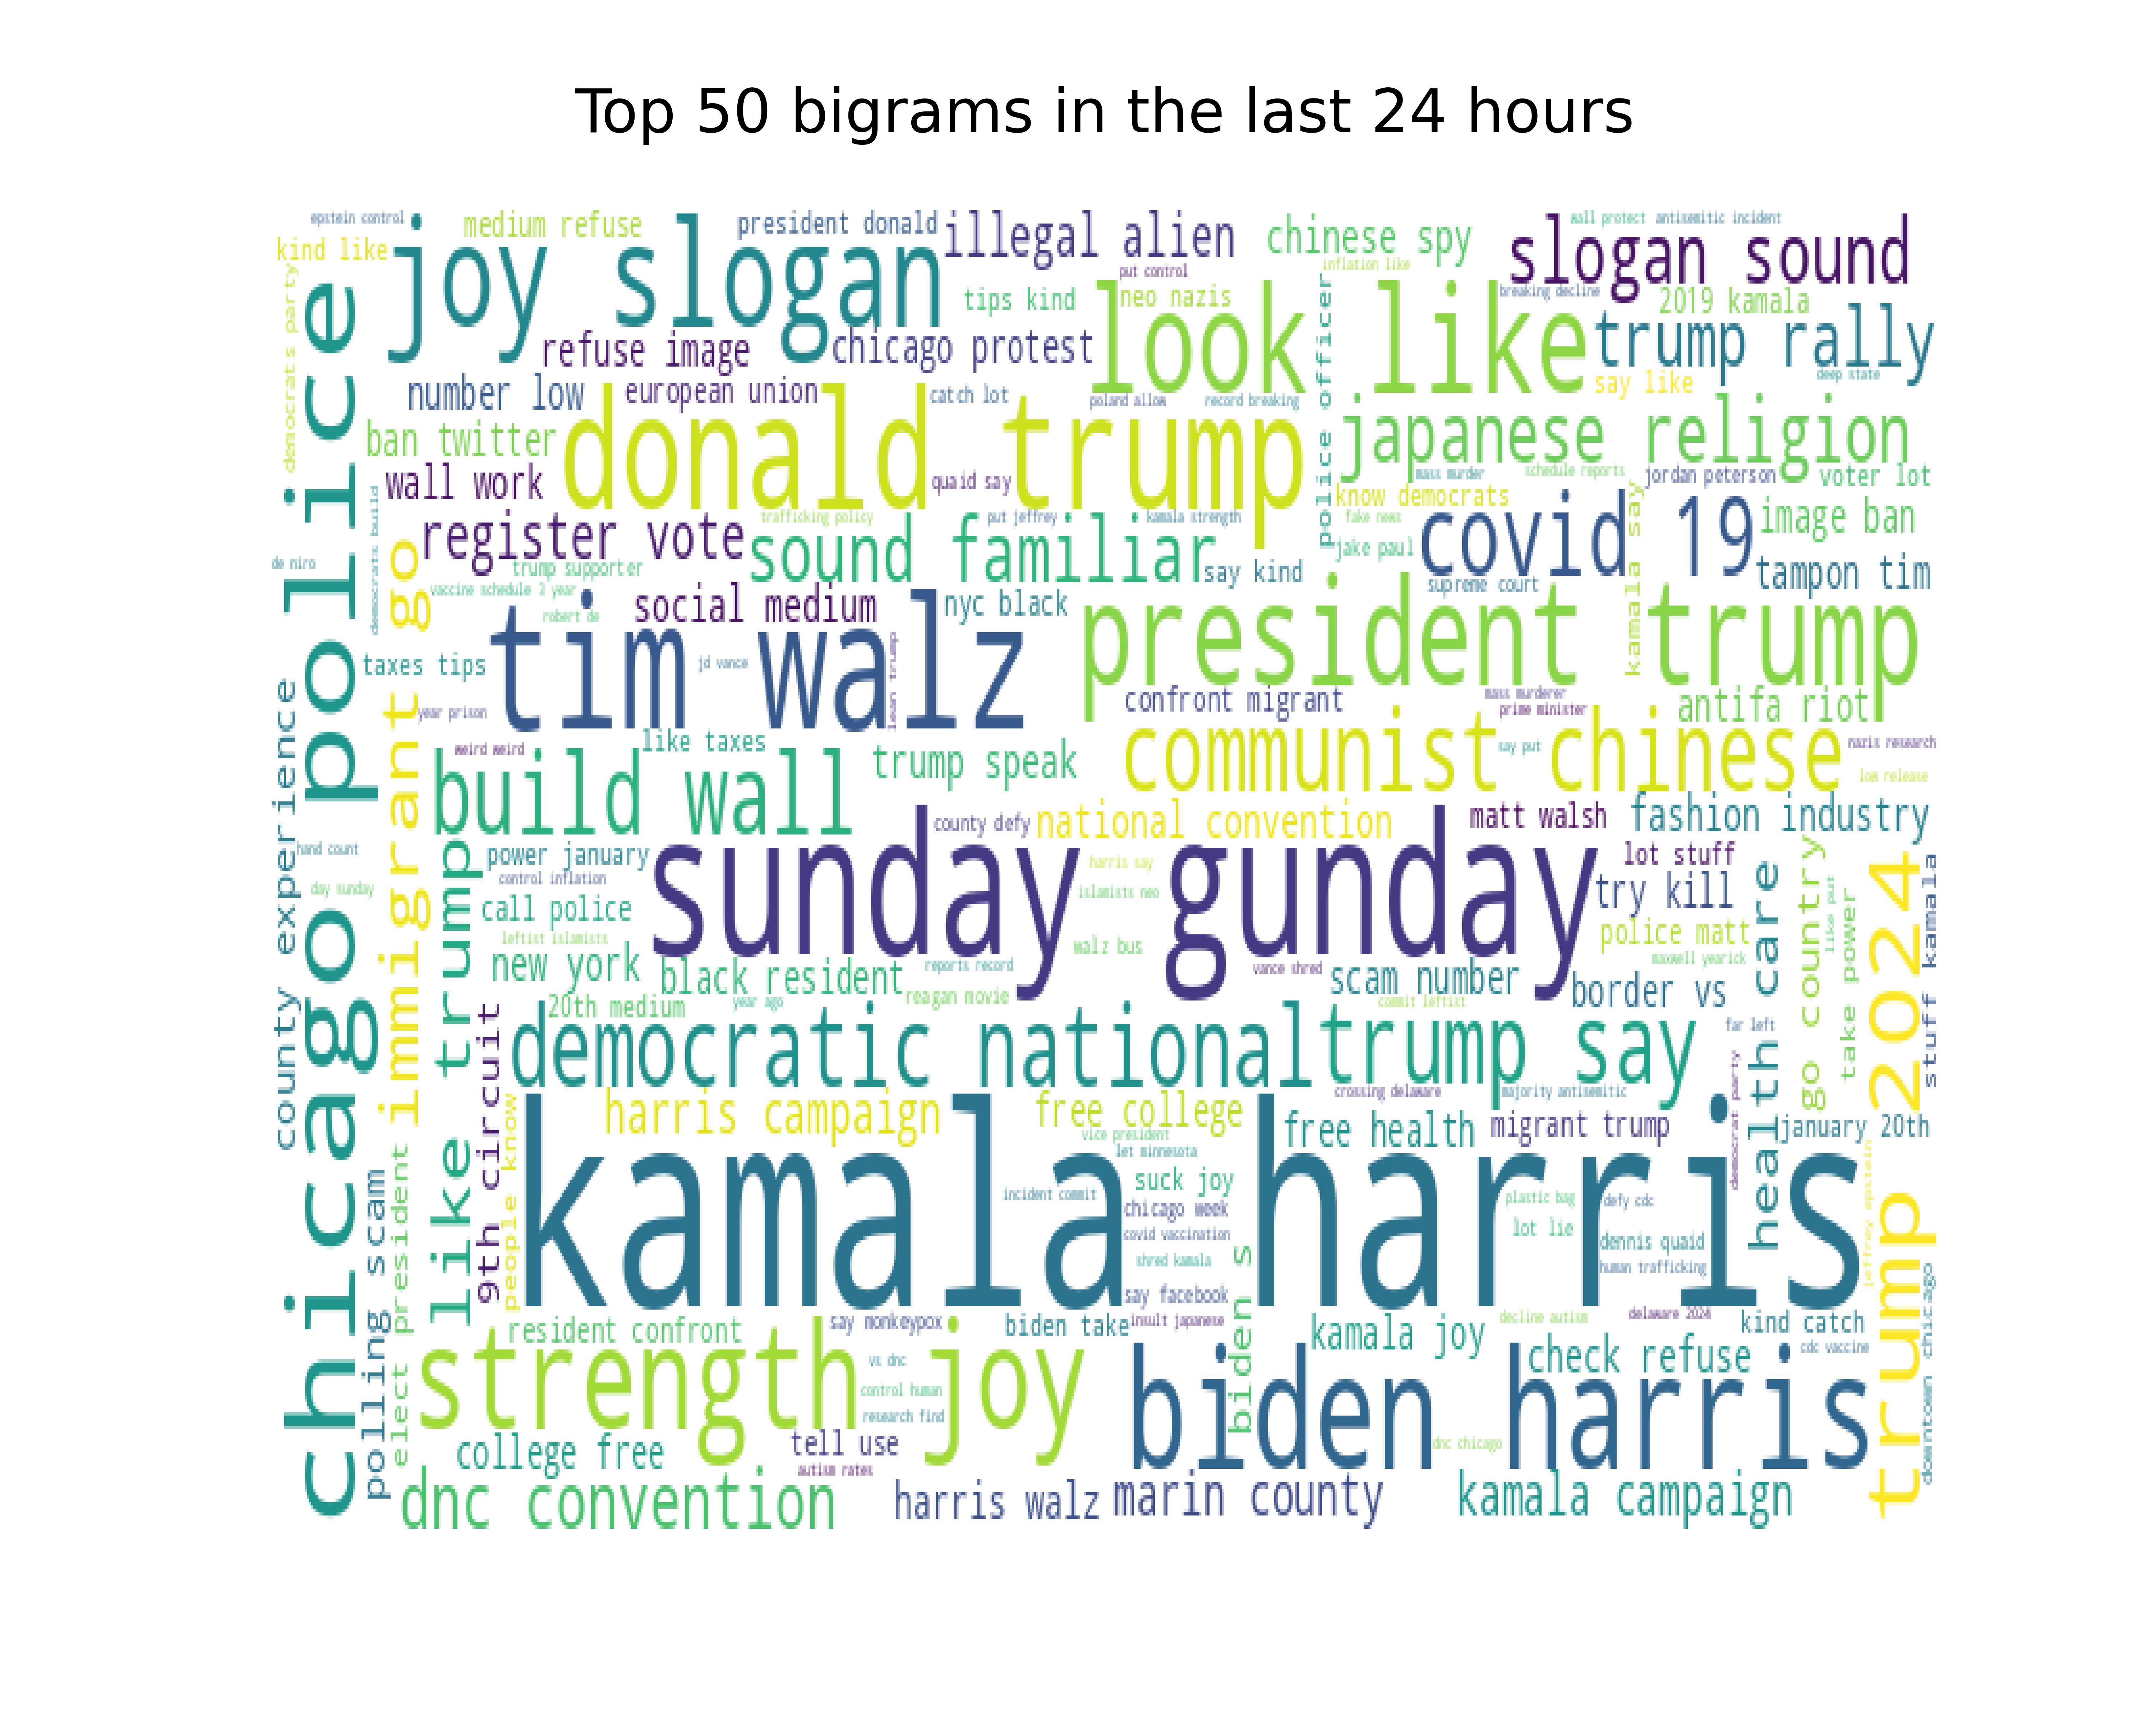 Top 50 bigrams in the last 24 hours
epstein control
medium refuse
president donald
illegal alien
chinese spy
wall protect
antisemitic incident
kind like
joy slogan
slogan sound
put control
inflation like
tips kind
neo nazis
look like
breaking decline
2019 kamala
democrats party
refuse image
chicago protest
police officer
trump rally
number low
european union
catch lot
poland allow
record breaking
say like
deep state
ban twitter
donald trump
japanese religion
wall work
quaid say
mass murder
schedule reports
jordan peterson
voter lot
know democrats
democrats build
register vote
trafficking policy
put jeffrey
kamala strength
fake news
covid 19
image ban
kamala say
sound familiar
jake paul
de niro
trump supporter
say kind
supreme court
tampon tim
vaccine schedule
3 year
robert de
social medium
nyc black
president trump
tim walz
lean trump
taxes tips
jd vance
confront migrant
mass murderer
prime minister
antifa riot
year prison
immigrant go
chicago police
county experience
weird weird
like taxes
trump speak
communist chinese
say put
nazis research
low release
build wall
county defy
national convention
matt walsh
fashion industry
hand count
power january
sunday gunday
harris say
lot stuff
day sunday
control inflation
islamists neo
try kill
go country
like put
call police
leftist islamists
walz bus
police matt
maxwell yearick
new york
black resident
reports record
vance shred
scam number
border vs
health care
take power
trump 2024
stuff kamala
20th medium
year ago
reagan movie
commit leftist
far left
like trump
9th circuit
democratic national
trump say
crossing delaware
majority antisemitic
democrat party
people know
harris campaign
free college
free health
migrant trump
january 20th
vice president
let minnesota
kamala harris
suck joy
incident commit
plastic bag
defy cdc
jeffrey epstein
chicago week
lot lie
covid vaccination
dennis quaid
shred kamala
human trafficking
biden s
polling scam
elect president
say facebook
resident confront
say monkeypox
biden take
insult japanese
kamala joy
decline autism
delaware 2024
kind catch
downtown chicago
strength joy
vs dnc
check refuse
cdc vaccine
control human
biden harris
research find
college free
tell use
dnc chicago
autism rates
dnc convention
harris walz
marin county
kamala campaign